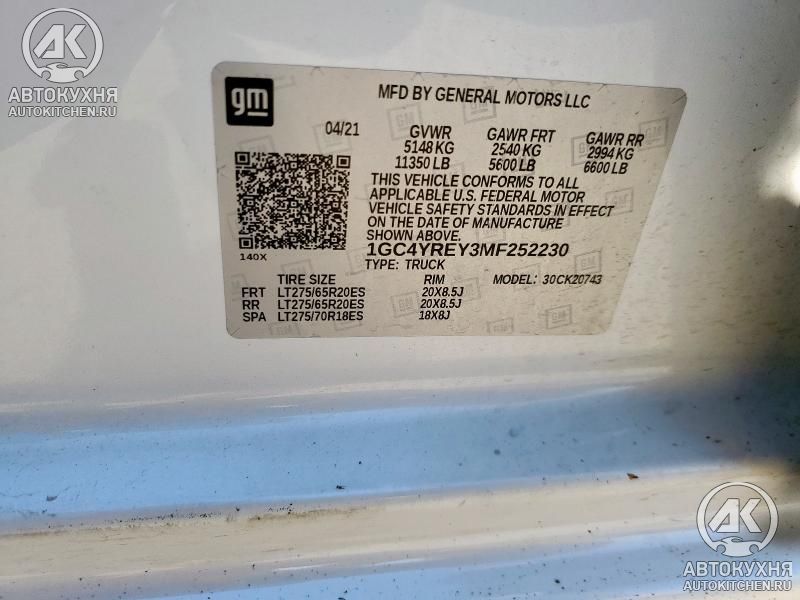 AK
АВТОКУХНЯ
AUTOKITCHEN.RU
gm
MFD BY GENERAL MOTORS LLC
04/21 GVWR GAWR FRT GAWR RR
5148 KG 2540 KG 2994 KG
11350 LB 5600 LB 6600 LB
THIS VEHICLE CONFORMS TO ALL
APPLICABLE U.S. FEDERAL MOTOR
VEHICLE SAFETY STANDARDS IN EFFECT
ON THE DATE OF MANUFACTURE
SHOWN ABOVE.
140X 1GC4YREY3MF252230
TYPE: TRUCK MODEL: 30CK20743
TIRE SIZE RIM
FRT LT275/65R20ES 20X8.5J
RR LT275/65R20ES 20X8.5J
SPA LT275/70R18ES 18X8J
AK
АВТОКУХНЯ
AUTOKITCHEN.RU